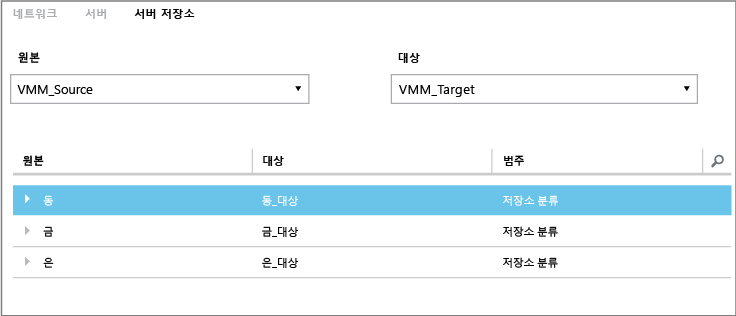 네트워크 서버 서버 저장소
원본 대상
VMM_Source VMM_Target
원본 대상 범주
동 동_대상 저장소 분류
금 금_대상 저장소 분류
은 은_대상 저장소 분류